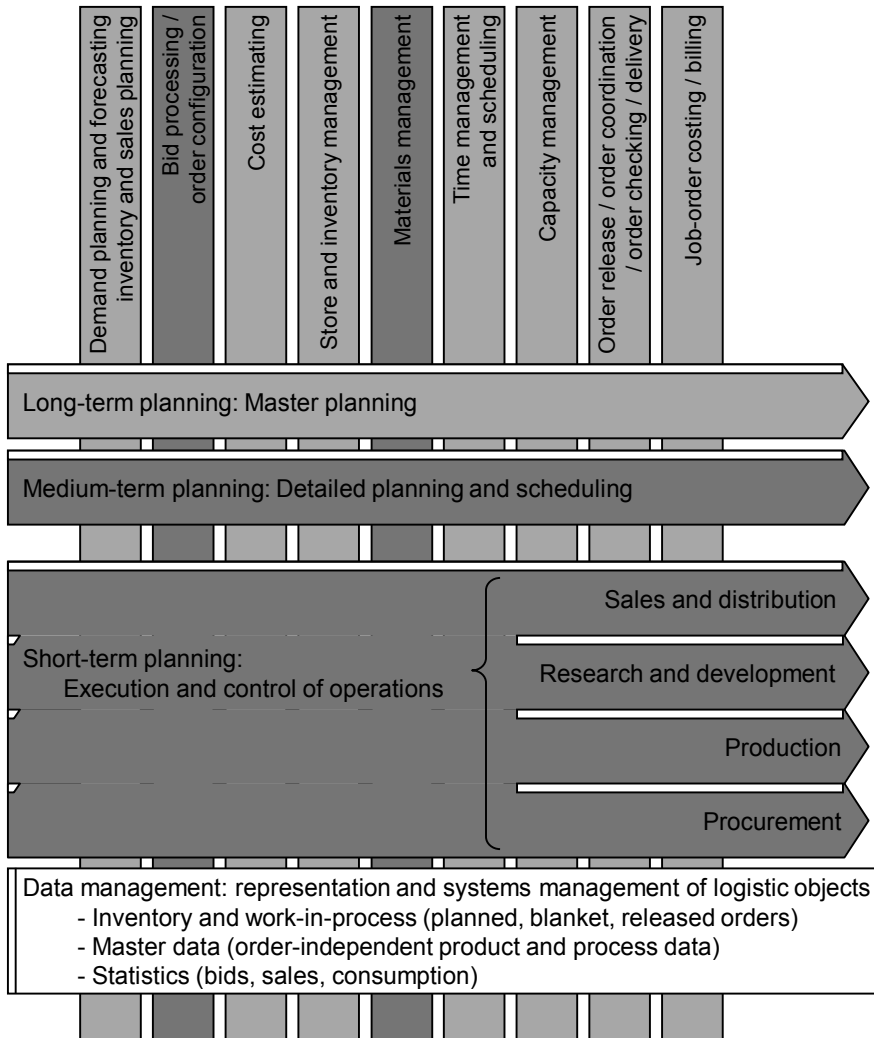 Demand planning and forecasting
inventory and sales planning
Bid processing /
order configuration
Cost estimating
Store and inventory management
Materials management
Time management
and scheduling
Capacity management
Order release / order coordination
/ order checking / delivery
Job-order costing / billing
Long-term planning: Master planning
Medium-term planning: Detailed planning and scheduling
Sales and distribution
Short-term planning:
Execution and control of operations
Research and development
Production
Procurement
Data management: representation and systems management of logistic objects
- Inventory and work-in-process (planned, blanket, released orders)
- Master data (order-independent product and process data)
- Statistics (bids, sales, consumption)